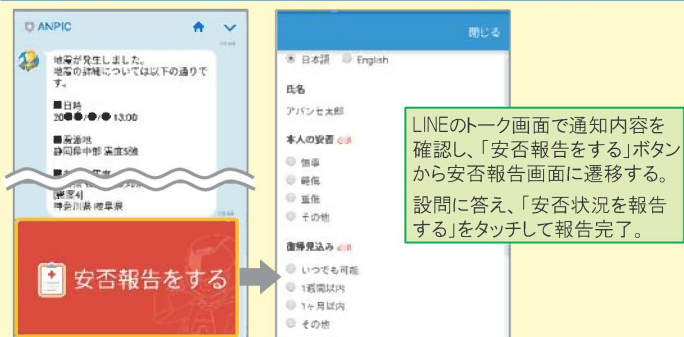 ANPIC
地震が発生しました。
地震の詳細については以下の通りで
す。
■日時
20●●/●/● 13:00
■震源地
静岡県中部 震度5強
[震度4]
神奈川県 岐阜県
安否報告をする
閉じる
日本語 English
氏名
アバンセ太郎
本人の安否 必須
無事
軽傷
重傷
その他
復帰見込み 必須
いつでも可能
1週間以内
1ヶ月以内
その他
LINEのトーク画面で通知内容を
確認し、「安否報告をする」ボタン
から安否報告画面に遷移する。
設問に答え、「安否状況を報告
する」をタッチして報告完了。